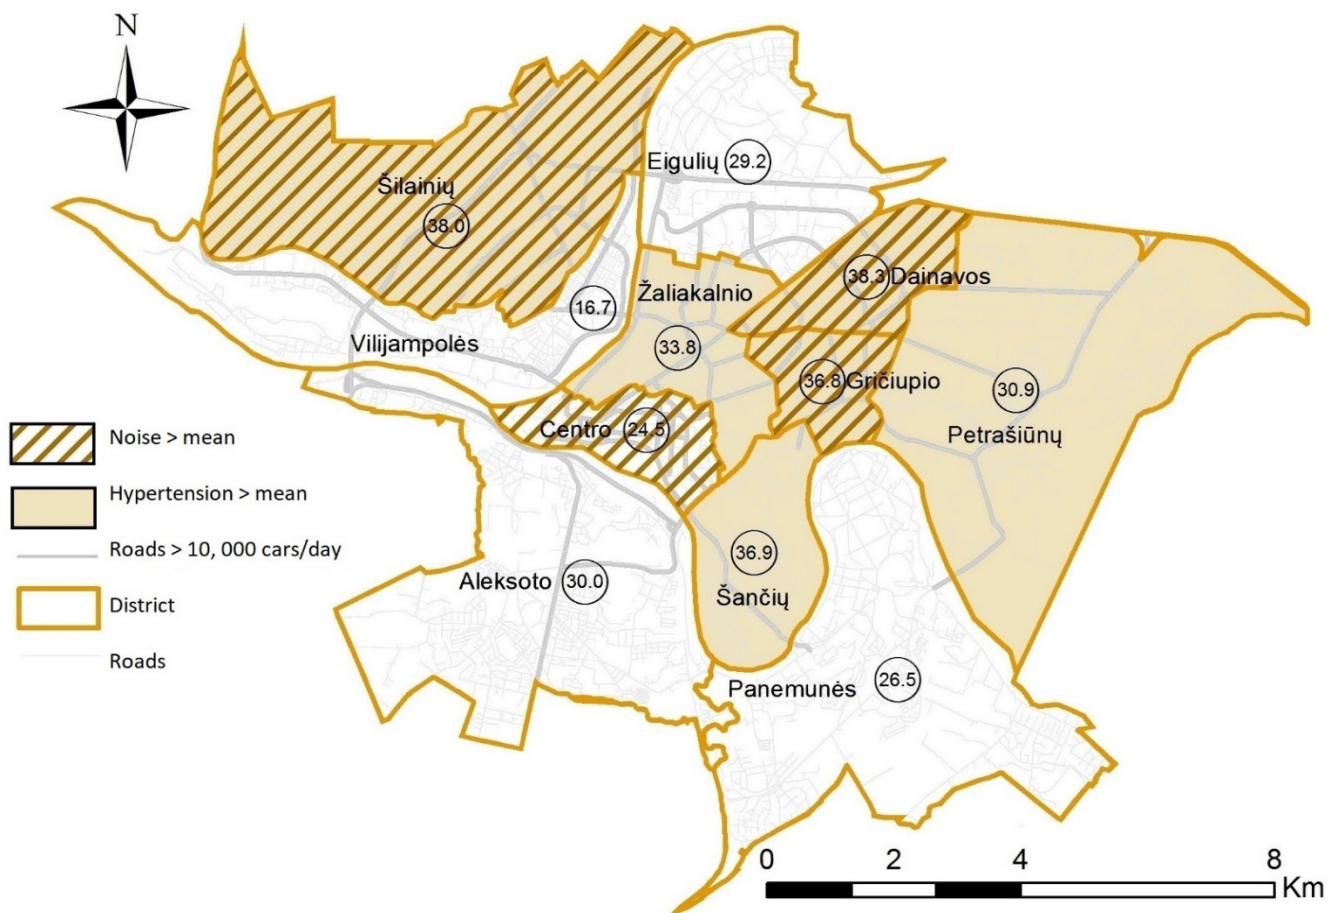 N
Eigulių 29.2
Šilainių
38.0
38.3 Dainavos
Žaliakalnio
16.7
Vilijampolės
33.8
36.8 Gričiupio
30.9
Petrašiūnų
Centro 24.5
Noise > mean
Hypertension > mean
Roads > 10, 000 cars/day
District
Roads
36.9
Šančių
Aleksoto 30.0
Panemunės 26.5
0 2 4 8
Km